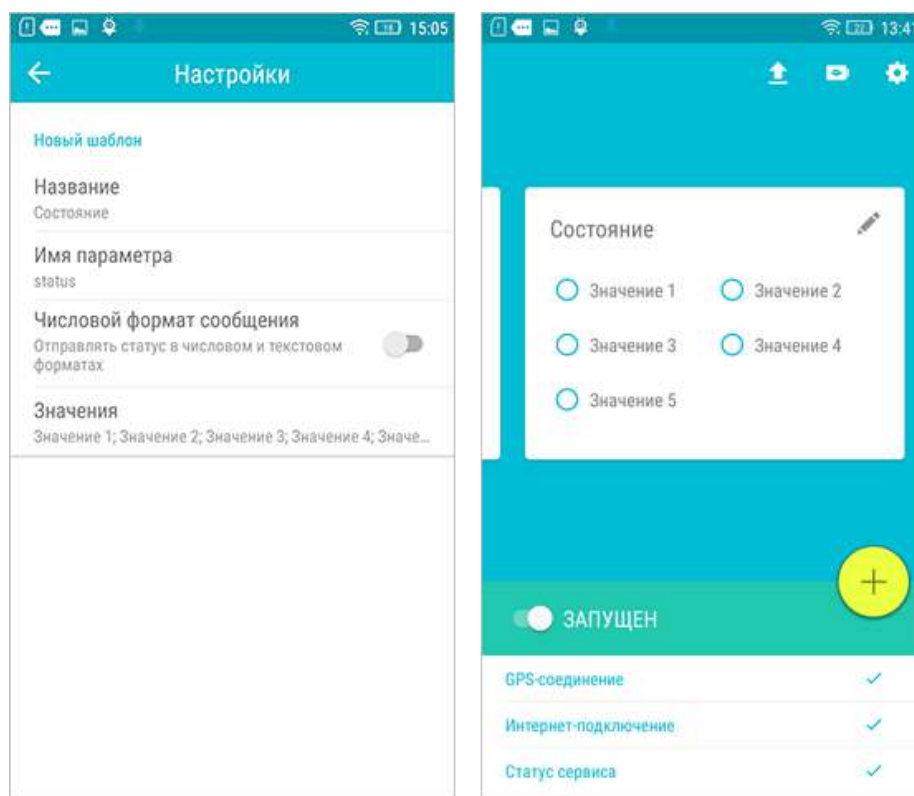 15:05
Настройки
Новый шаблон
Название
Состояние
Имя параметра
status
Числовой формат сообщения
Отправлять статус в числовом и текстовом
форматах
Значения
Значение 1; Значение 2; Значение 3; Значение 4; Значе...
13:41
Состояние
Значение 1 Значение 2
Значение 3 Значение 4
Значение 5
ЗАПУЩЕН
GPS-соединение
Интернет-подключение
Статус сервиса